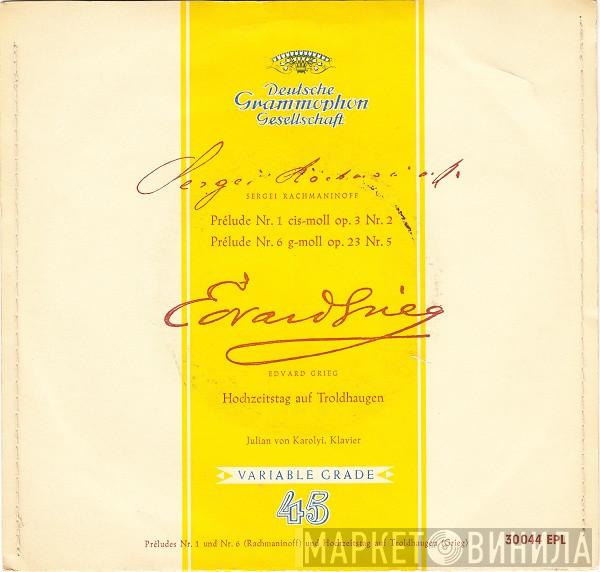 Deutsche
Grammophon
Gesellschaft
Sergei Rachmaninoff
SERGEI RACHMANINOFF
Prélude Nr. 1 cis-moll op. 3 Nr. 2
Prélude Nr. 6 g-moll op. 23 Nr. 5
Edvard Grieg
EDVARD GRIEG
Hochzeitstag auf Troldhaugen
Julian von Karolyi, Klavier
VARIABLE GRADE
45
Préludes Nr. 1 und Nr. 6 (Rachmaninoff) und Hochzeitstag auf Troldhaugen (Grieg)
30044 EPL
МАРКЕТ ВИНИЛА